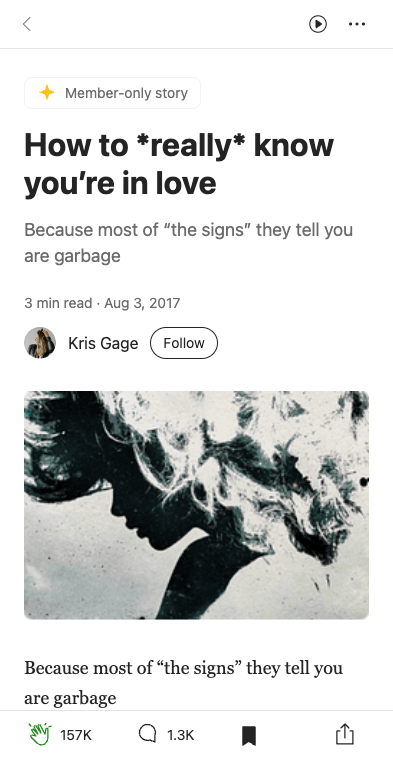 Member-only story
How to *really* know
you’re in love
Because most of “the signs” they tell you
are garbage
3 min read · Aug 3, 2017
Kris Gage Follow
Because most of “the signs” they tell you
are garbage
157K 1.3K